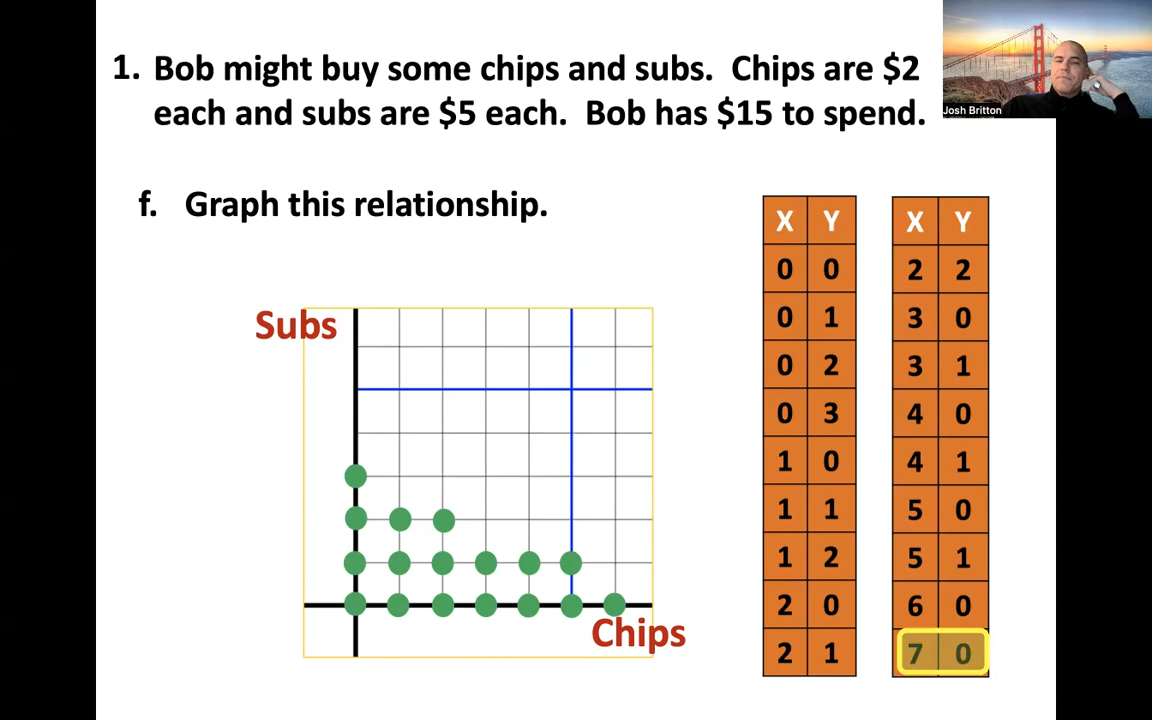 1. Bob might buy some chips and subs. Chips are $2
each and subs are $5 each. Bob has $15 to spend.
Josh Britton
f. Graph this relationship.
Subs
Chips
X Y
0 0
0 1
0 2
0 3
1 0
1 1
1 2
2 0
2 1
X Y
2 2
3 0
3 1
4 0
4 1
5 0
5 1
6 0
7 0